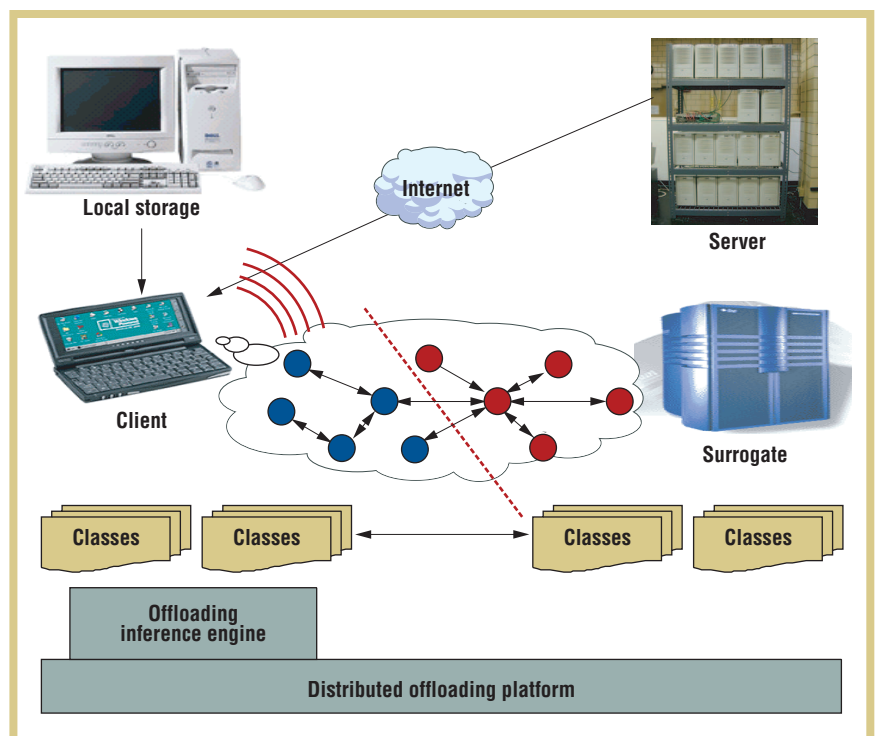 Local storage
Internet
Server
Client
Surrogate
Classes
Classes
Classes
Classes
Offloading
inference engine
Distributed offloading platform